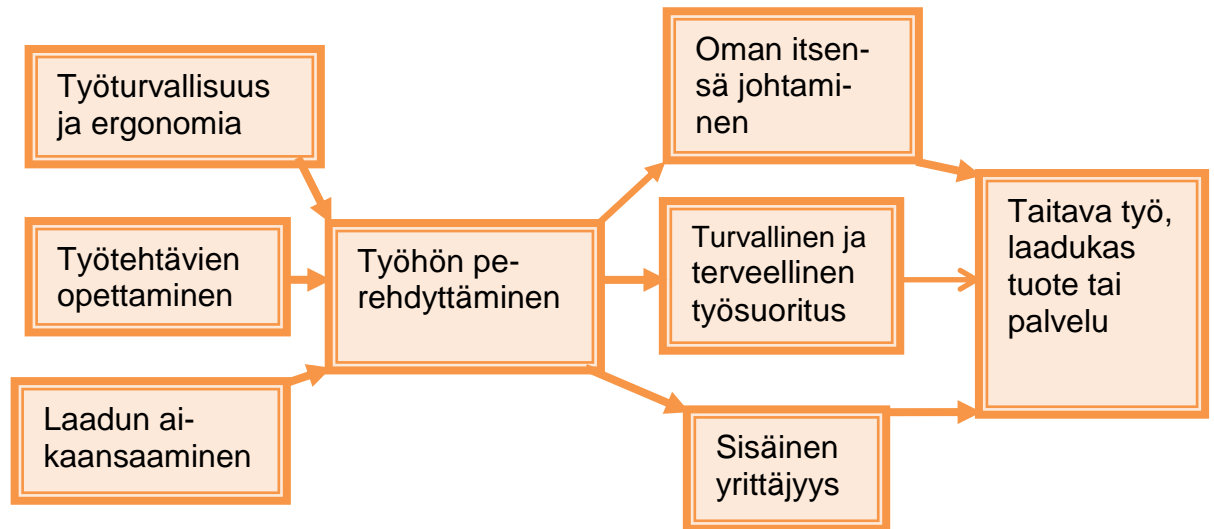 Työturvallisuus
ja ergonomia
Työtehtävien
opettaminen
Laadun ai-
kaansaaminen
Työhön pe-
rehdyttäminen
Oman itsen-
sä johtami-
nen
Turvallinen ja
terveellinen
työsuoritus
Sisäinen
yrittäjyys
Taitava työ,
laadukas
tuote tai
palvelu